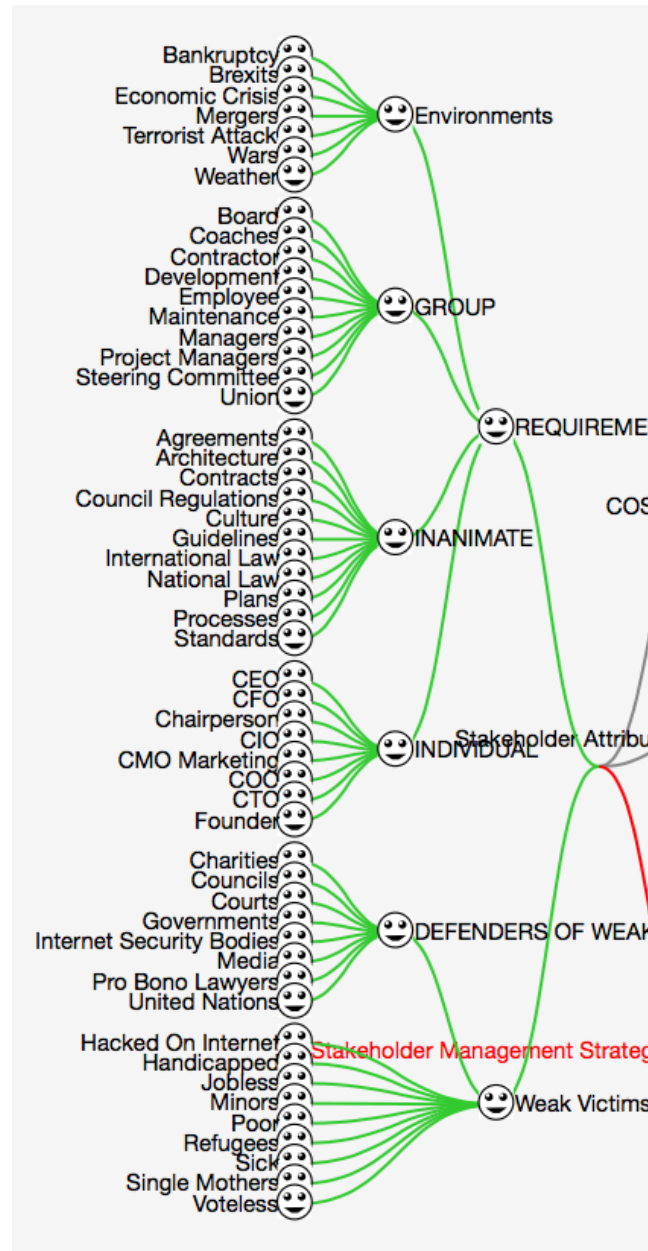 Bankruptcy
Brexits
Economic Crisis
Mergers
Terrorist Attack
Wars
Weather
Environments
Board
Coaches
Contractor
Development
Employee
Maintenance
Managers
Project Managers
Steering Committee
Union
GROUP
REQUIREME
Agreements
Architecture
Contracts
Council Regulations
Culture
Guidelines
International Law
National Law
Plans
Processes
Standards
INANIMATE
COS
CEO
CFO
Chairperson
CIO
CMO Marketing
COO
CTO
Founder
INDIVIDUAL
Stakeholder Attribu
Charities
Councils
Courts
Governments
Internet Security Bodies
Media
Pro Bono Lawyers
United Nations
DEFENDERS OF WEAK
Hacked On Internet
Handicapped
Jobless
Minors
Poor
Refugees
Sick
Single Mothers
Voteless
Stakeholder Management Strateg
Weak Victims